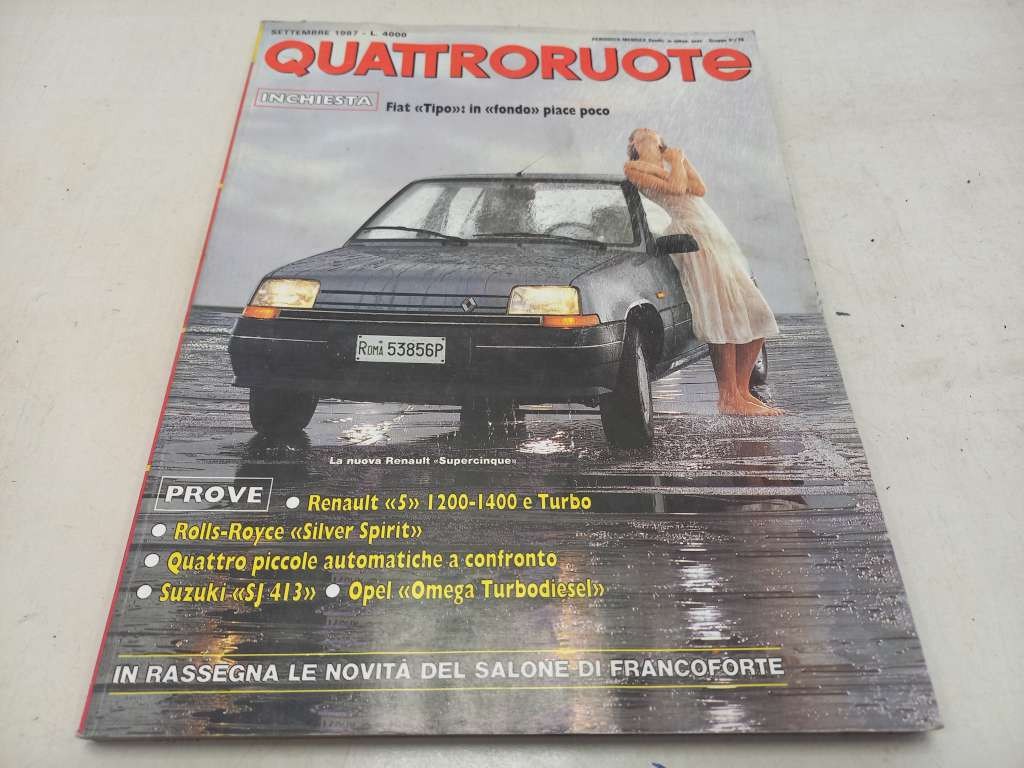 SETTEMBRE 1987 - L. 4000
QUATTRORUOTe
INCHIESTA
Fiat «Tipo»: in «fondo» piace poco
RoMA 53856P
La nuova Renault «Supercinque»
PROVE
• Renault «5» 1200-1400 e Turbo
• Rolls-Royce «Silver Spirit»
• Quattro piccole automatiche a confronto
• Suzuki «SJ 413» • Opel «Omega Turbodiesel»
IN RASSEGNA LE NOVITÀ DEL SALONE DI FRANCOFORTE